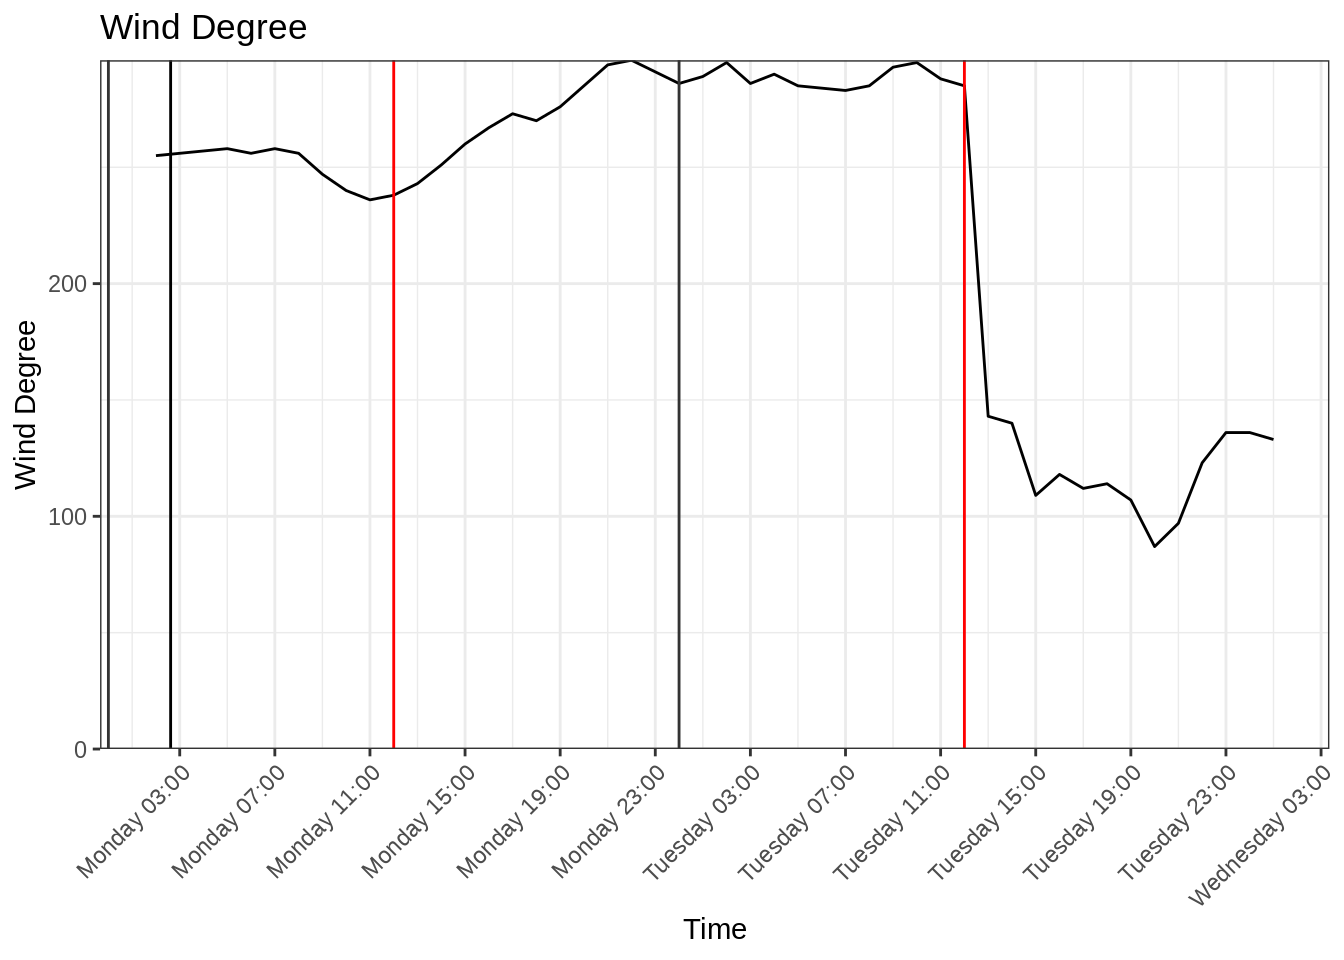 Wind Degree
Wind Degree
200
100
0
Monday 03:00
Monday 07:00
Monday 11:00
Monday 15:00
Monday 19:00
Monday 23:00
Tuesday 03:00
Tuesday 07:00
Tuesday 11:00
Tuesday 15:00
Tuesday 19:00
Tuesday 23:00
Wednesday 03:00
Time